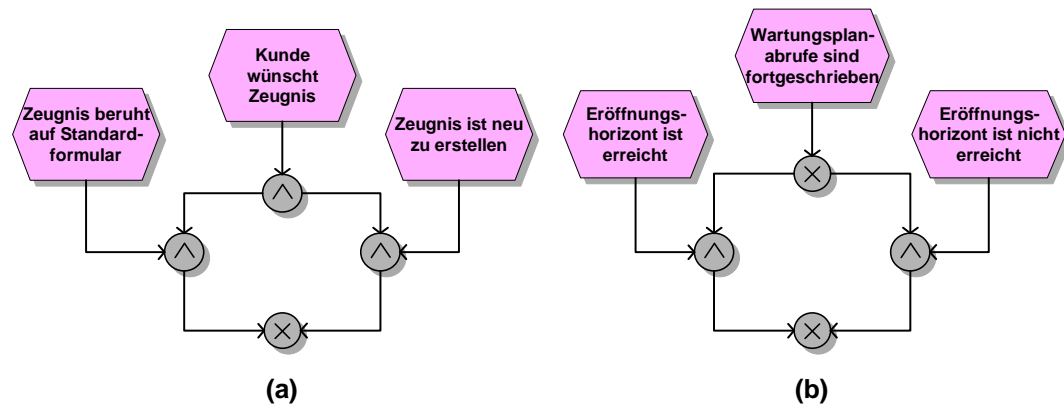 Kunde
wünscht
Zeugnis
Zeugnis beruht
auf Standard-
formular
Zeugnis ist neu
zu erstellen
(a)
Wartungsplan-
abrufe sind
fortgeschrieben
Eröffnungs-
horizont ist
erreicht
Eröffnungs-
horizont ist nicht
erreicht
(b)